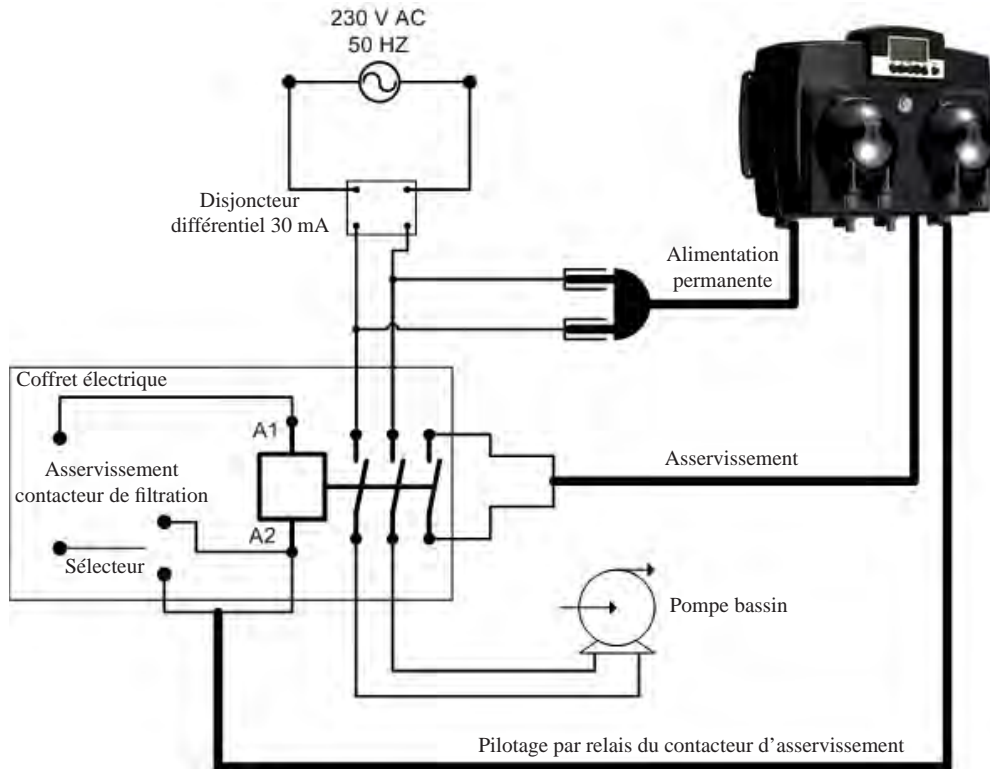 230 V AC
50 HZ
Disjoncteur
différentiel 30 mA
Alimentation
permanente
Coffret électrique
A1
Asservissement
contacteur de filtration
Asservissement
A2
Sélecteur
Pompe bassin
Pilotage par relais du contacteur d’asservissement